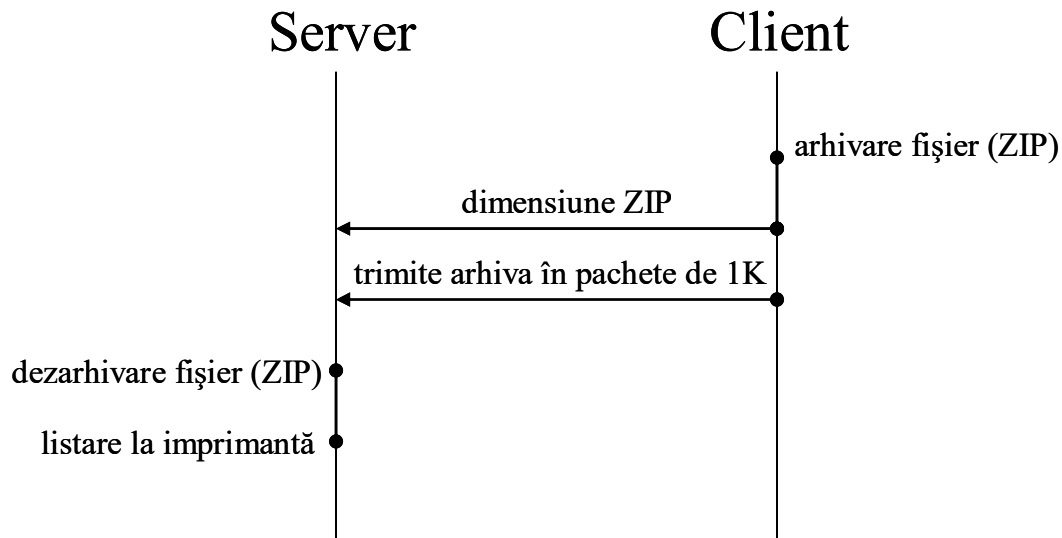 Server
Client
arhivare fişier (ZIP)
dimensiune ZIP
trimite arhiva în pachete de 1K
dezarhivare fişier (ZIP)
listare la imprimantă